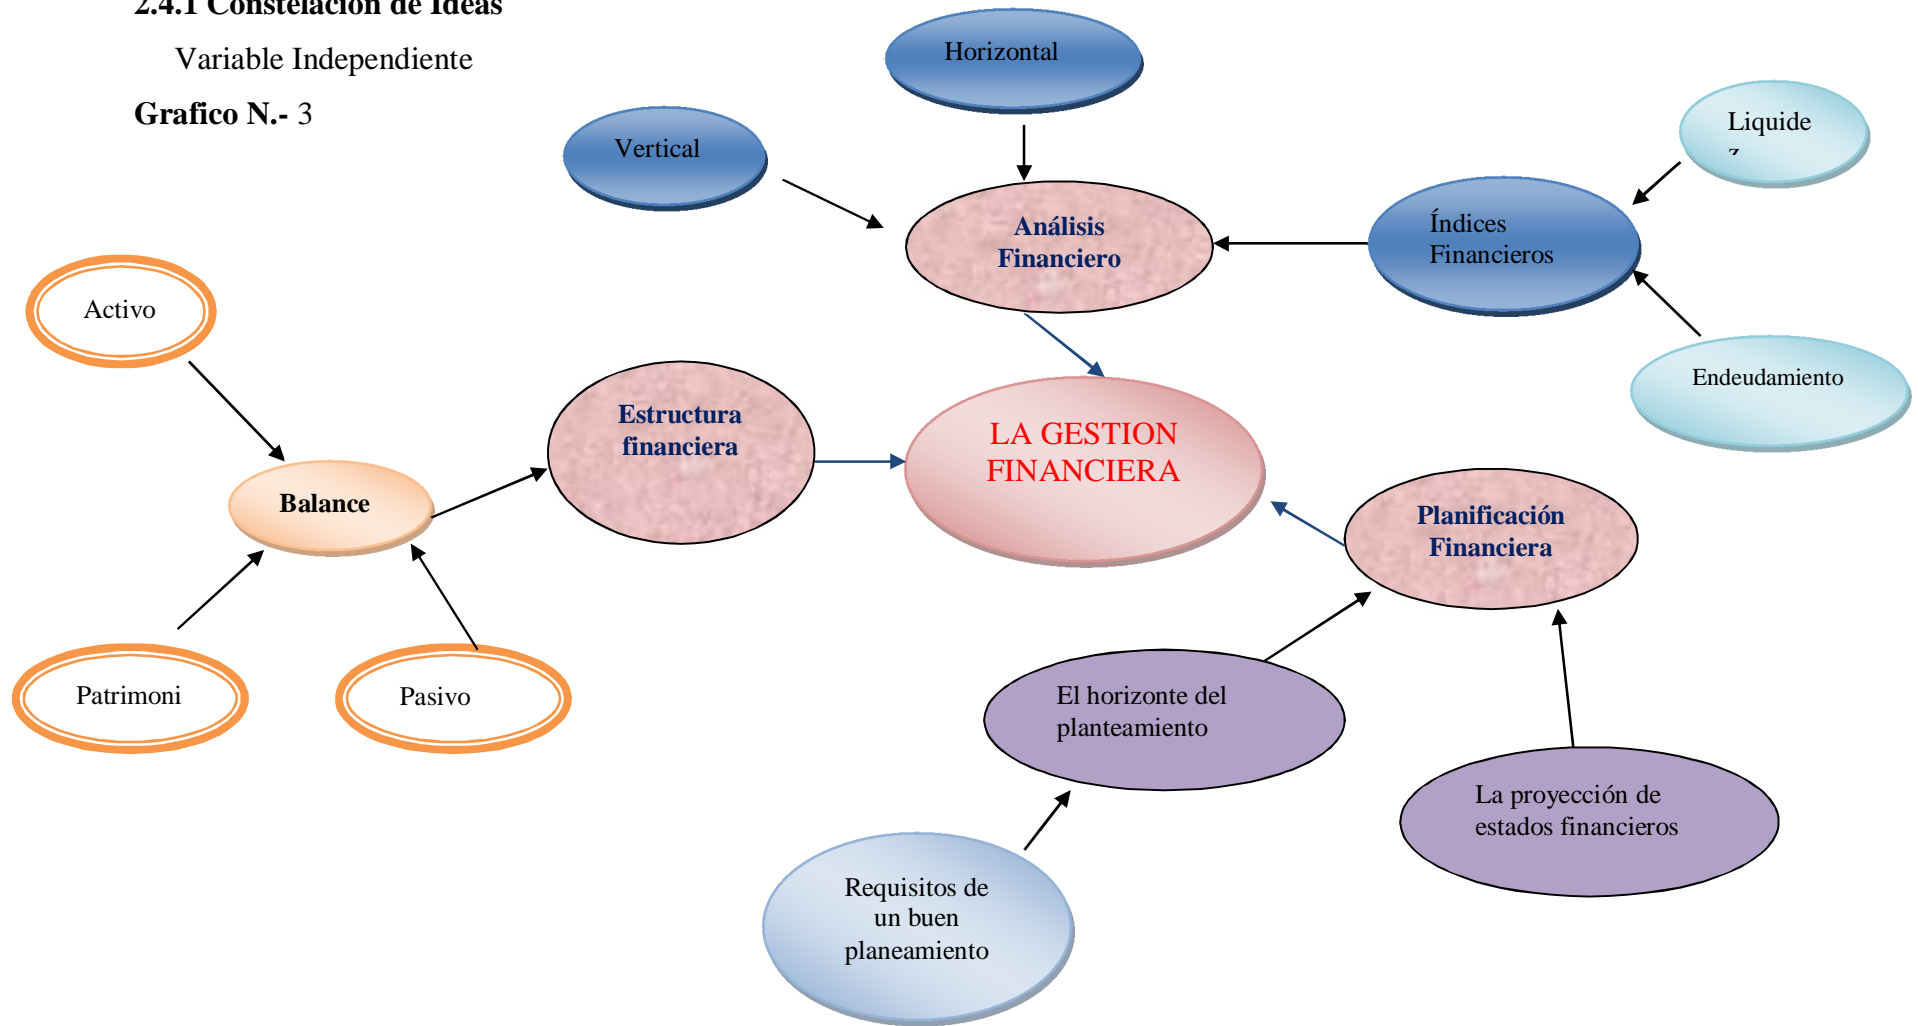 2.4.1 Constelación de Ideas
Variable Independiente
Grafico N.- 3
Horizontal
Vertical
Liquide
z
Análisis
Financiero
Índices
Financieros
Activo
Endeudamiento
Estructura
financiera
LA GESTION
FINANCIERA
Balance
Planificación
Financiera
Patrimoni
Pasivo
El horizonte del
planteamiento
La proyección de
estados financieros
Requisitos de
un buen
planeamiento